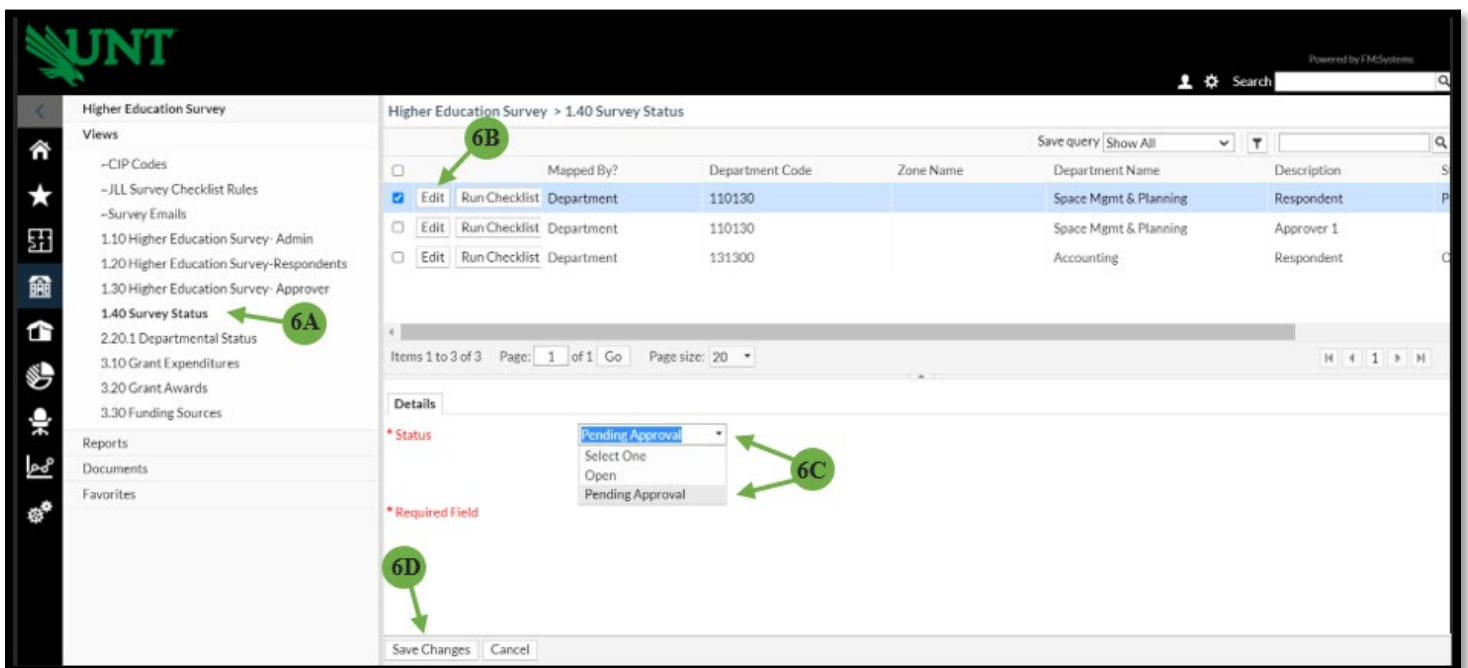 UNT
Powered by FM:Systems
Search
Higher Education Survey
Views
~CIP Codes
~JLL Survey Checklist Rules
~Survey Emails
1.10 Higher Education Survey- Admin
1.20 Higher Education Survey-Respondents
1.30 Higher Education Survey- Approver
1.40 Survey Status
6A
2.20.1 Departmental Status
3.10 Grant Expenditures
3.20 Grant Awards
3.30 Funding Sources
Reports
Documents
Favorites
Higher Education Survey > 1.40 Survey Status
6B
Save query Show All
Mapped By? Department Code Zone Name Department Name Description S
Edit Run Checklist Department 110130 Space Mgmt & Planning Respondent P
Edit Run Checklist Department 110130 Space Mgmt & Planning Approver 1
Edit Run Checklist Department 131300 Accounting Respondent O
Items 1 to 3 of 3 Page: 1 of 1 Go Page size: 20 1
Details
* Status Pending Approval
Select One
Open
6C
Pending Approval
* Required Field
6D
Save Changes Cancel